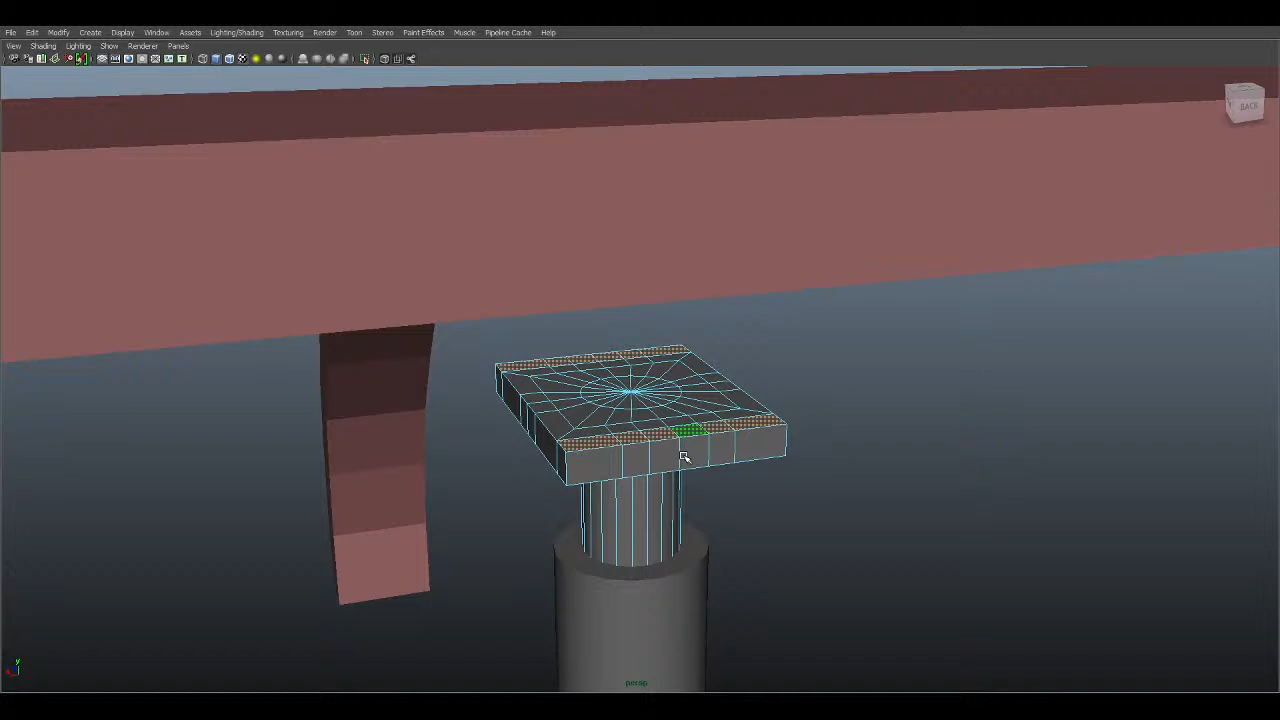 File Edit Modify Create Display Window Assets Lighting/Shading Texturing Render Toon Stereo Paint Effects Muscle Pipeline Cache Help
View Shading Lighting Show Renderer Panels
BACK
persp
y